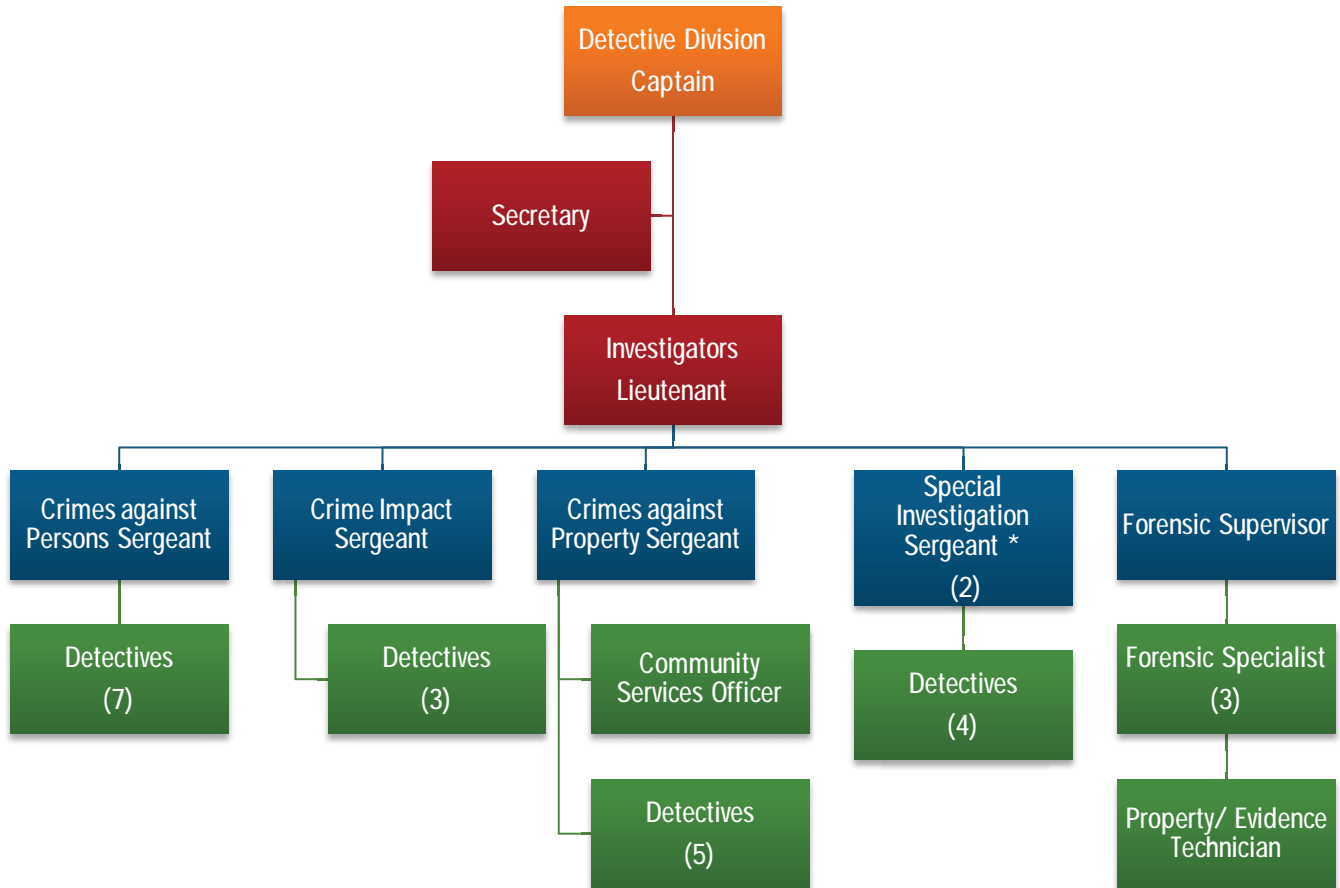 Detective Division
Captain
Secretary
Investigators
Lieutenant
Crimes against
Persons Sergeant
Crime Impact
Sergeant
Crimes against
Property Sergeant
Special
Investigation
Sergeant *
(2)
Forensic Supervisor
Detectives
(7)
Detectives
(3)
Community
Services Officer
Detectives
(4)
Forensic Specialist
(3)
Detectives
(5)
Property/ Evidence
Technician